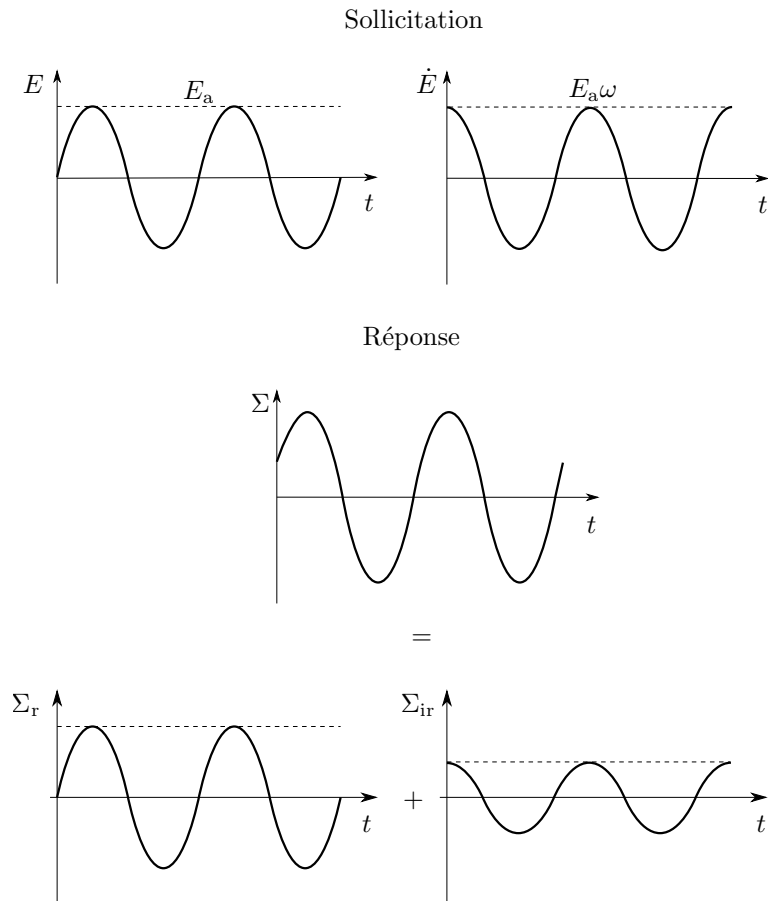 Sollicitation
E
E_a
t
Ė
E_aω
t
Réponse
Σ
t
=
Σ_r
t
+
Σ_ir
t